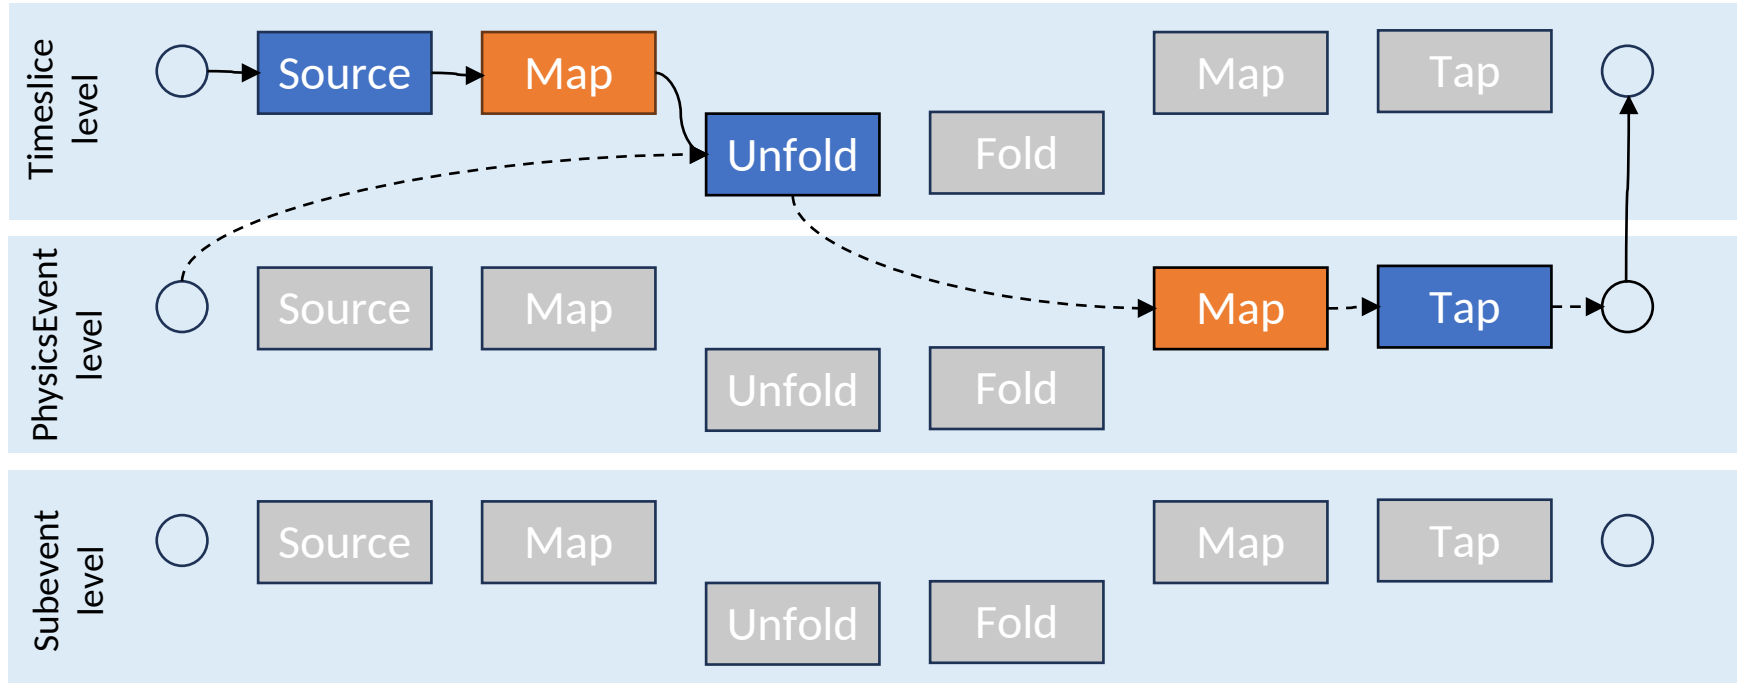 Timeslice
level
Source
Map
Unfold
Fold
Map
Tap
PhysicsEvent
level
Source
Map
Unfold
Fold
Map
Tap
Subevent
level
Source
Map
Unfold
Fold
Map
Tap